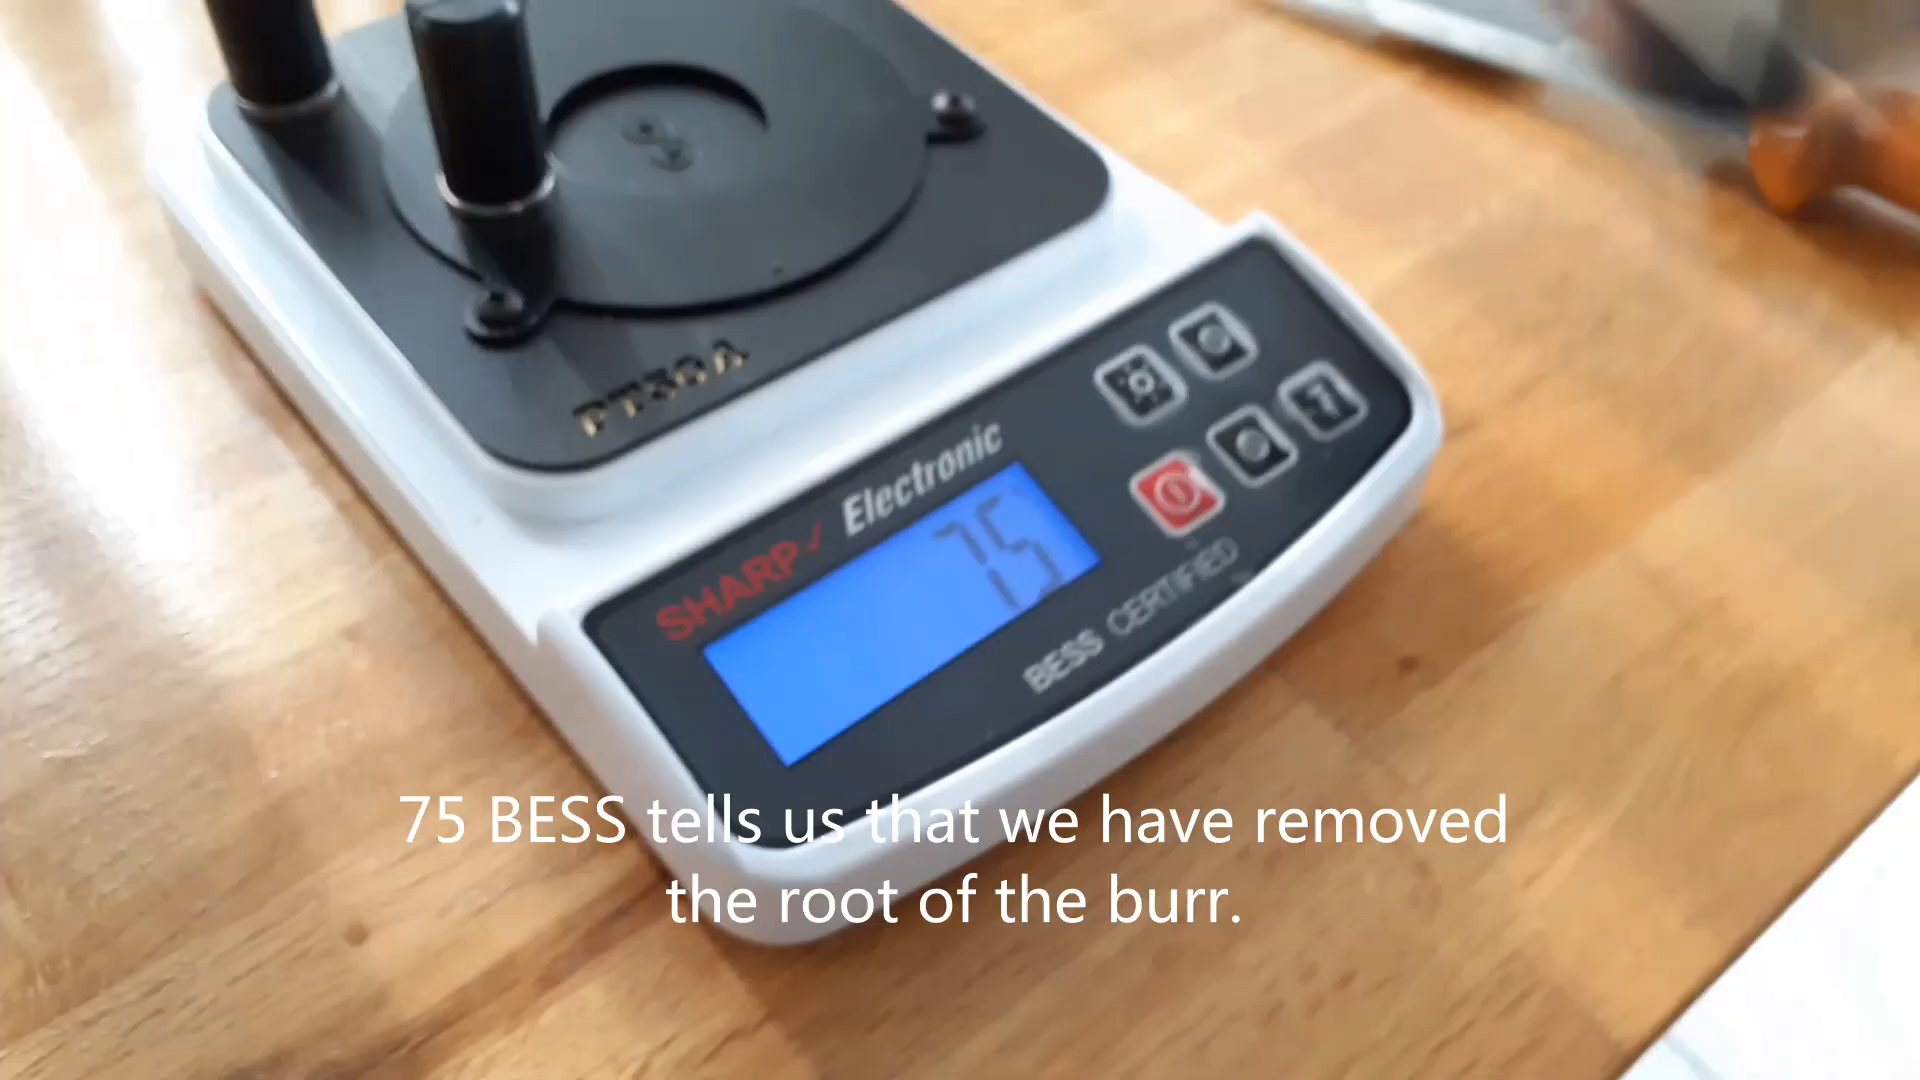 PT50A
SHARP✓ Electronic
75
BESS CERTIFIED
75 BESS tells us that we have removed
the root of the burr.